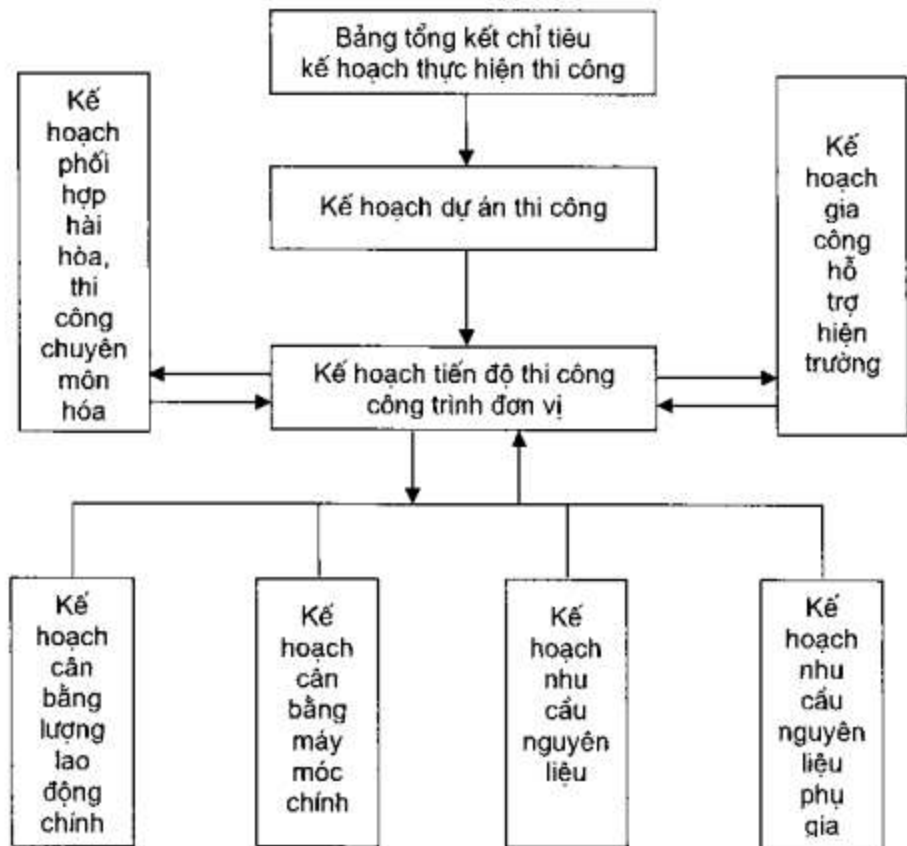 Bảng tổng kết chỉ tiêu
kế hoạch thực hiện thi công
Kế
hoạch
phối
hợp
hài
hòa,
thi
công
chuyên
môn
hóa
Kế hoạch dự án thi công
Kế
hoạch
gia
công
hỗ
trợ
hiện
trường
Kế hoạch tiến độ thi công
công trình đơn vị
Kế
hoạch
cân
bằng
lượng
lao
động
chính
Kế
hoạch
cân
bằng
máy
móc
chính
Kế
hoạch
nhu
cầu
nguyên
liệu
Kế
hoạch
nhu
cầu
nguyên
liệu
phụ
gia